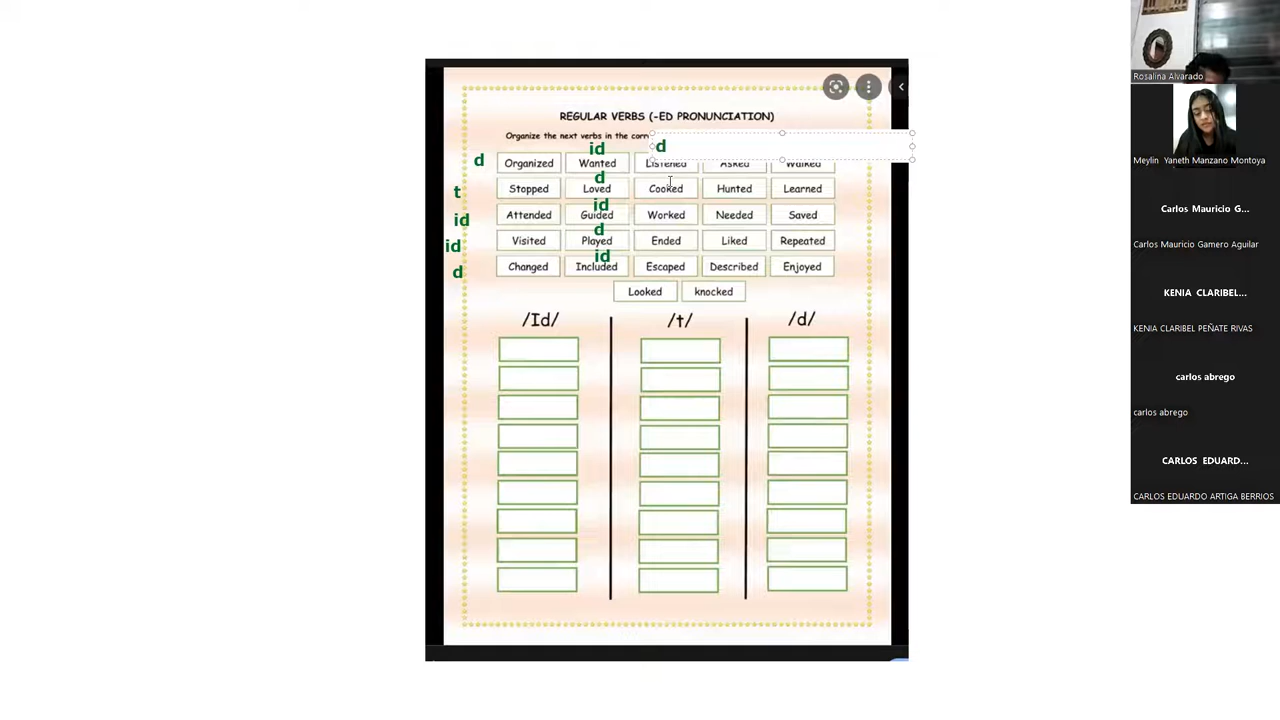 REGULAR VERBS (-ED PRONUNCIATION)
Organize the next verbs in the corr
d id d
Organized Wanted Listened Asked Walked
d
t Stopped Loved Cooked Hunted Learned
id
id Attended Guided Worked Needed Saved
d
id Visited Played Ended Liked Repeated
id
d Changed Included Escaped Described Enjoyed
Looked knocked
/Id/ /t/ /d/
Rosalina Alvarado
Meylin Yaneth Manzano Montoya
Carlos Mauricio G...
Carlos Mauricio Gamero Aguilar
KENIA CLARIBEL...
KENIA CLARIBEL PEÑATE RIVAS
carlos abrego
carlos abrego
CARLOS EDUARD...
CARLOS EDUARDO ARTIGA BERRIOS